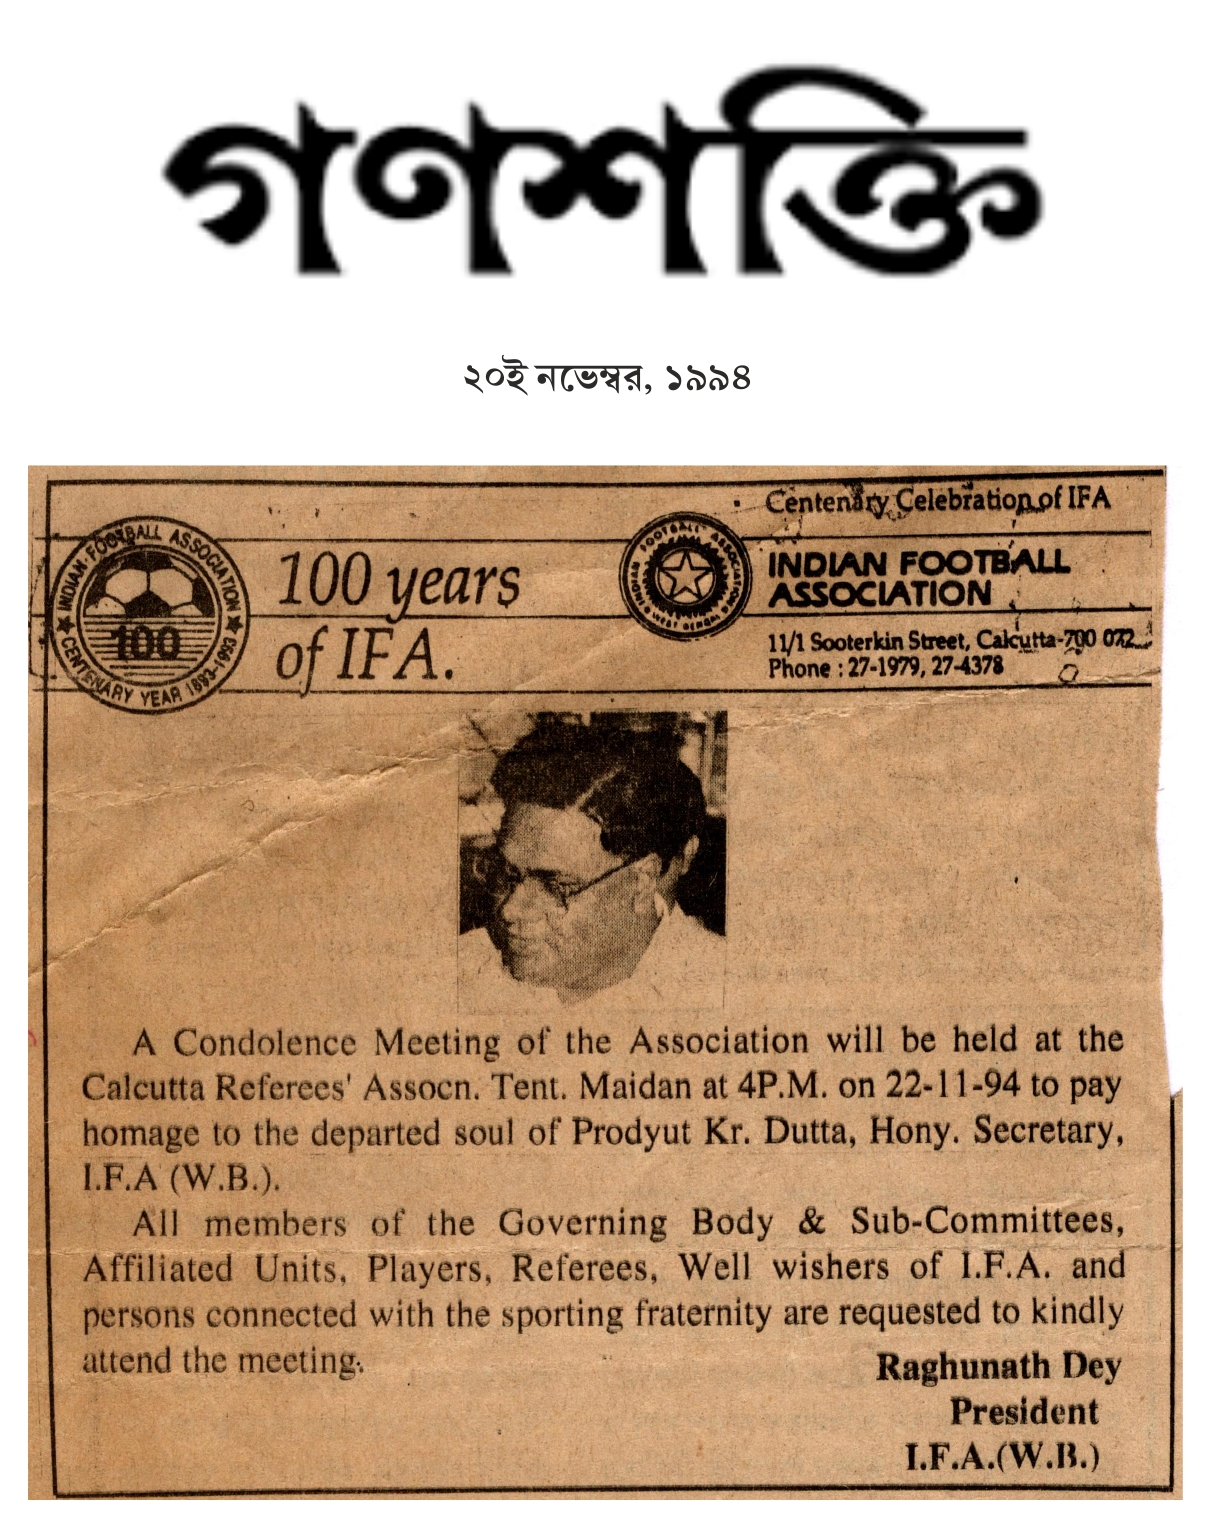 গণশক্তি
২০ই নভেম্বর, ১৯৯৪
Centenary Celebration of IFA
INDIAN FOOTBALL ASSOCIATION
100
CENTENARY YEAR 1893-1993
100 years
of IFA.
INDIAN FOOTBALL ASSOCIATION
WEST BENGAL
INDIAN FOOTBALL
ASSOCIATION
11/1 Sooterkin Street, Calcutta-700 072
Phone : 27-1979, 27-4378
A Condolence Meeting of the Association will be held at the
Calcutta Referees' Assocn. Tent. Maidan at 4P.M. on 22-11-94 to pay
homage to the departed soul of Prodyut Kr. Dutta, Hony. Secretary,
I.F.A (W.B.).
All members of the Governing Body & Sub-Committees,
Affiliated Units, Players, Referees, Well wishers of I.F.A. and
persons connected with the sporting fraternity are requested to kindly
attend the meeting.
Raghunath Dey
President
I.F.A.(W.B.)